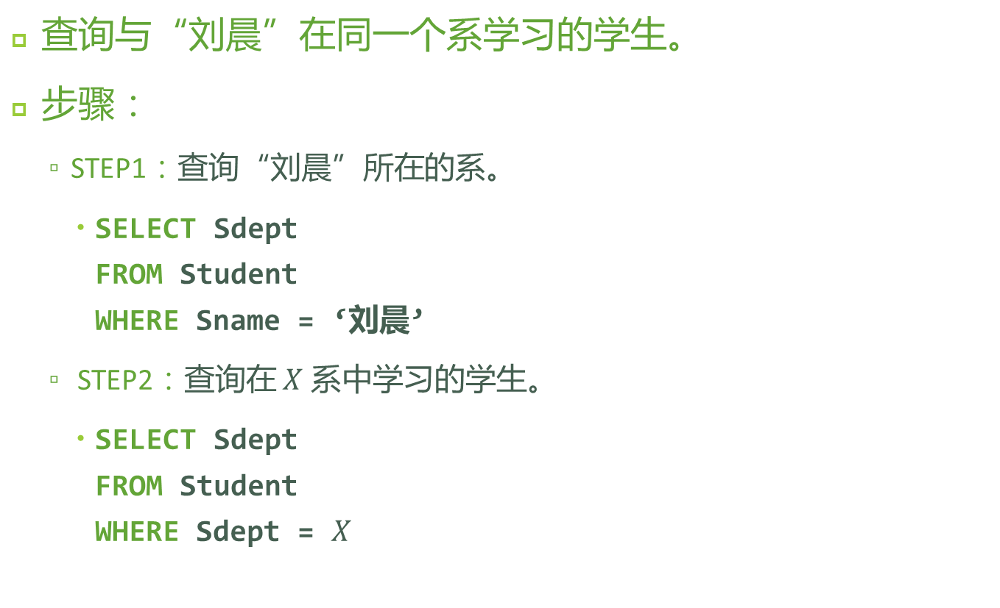 查询与“刘晨”在同一个系学习的学生。
步骤：
STEP1：查询“刘晨”所在的系。
SELECT Sdept
FROM Student
WHERE Sname = ‘刘晨’
STEP2：查询在 X 系中学习的学生。
SELECT Sdept
FROM Student
WHERE Sdept = X